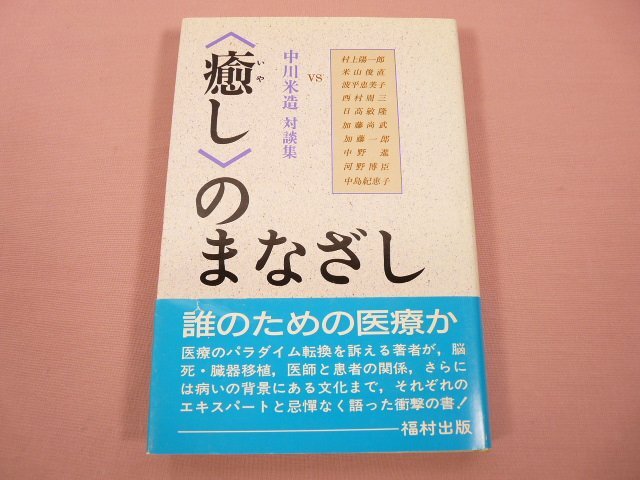 〈癒し〉の
いや
まなざし
中川米造 対談集
vs
村上陽一郎
米山俊直
波平恵美子
西村周三
日高敏隆
加藤尚武
加藤一郎
中野進
河野博臣
中島紀恵子
誰のための医療か
医療のパラダイム転換を訴える著者が，脳
死・臓器移植，医師と患者の関係，さらに
は病いの背景にある文化まで，それぞれの
エキスパートと忌憚なく語った衝撃の書！
福村出版